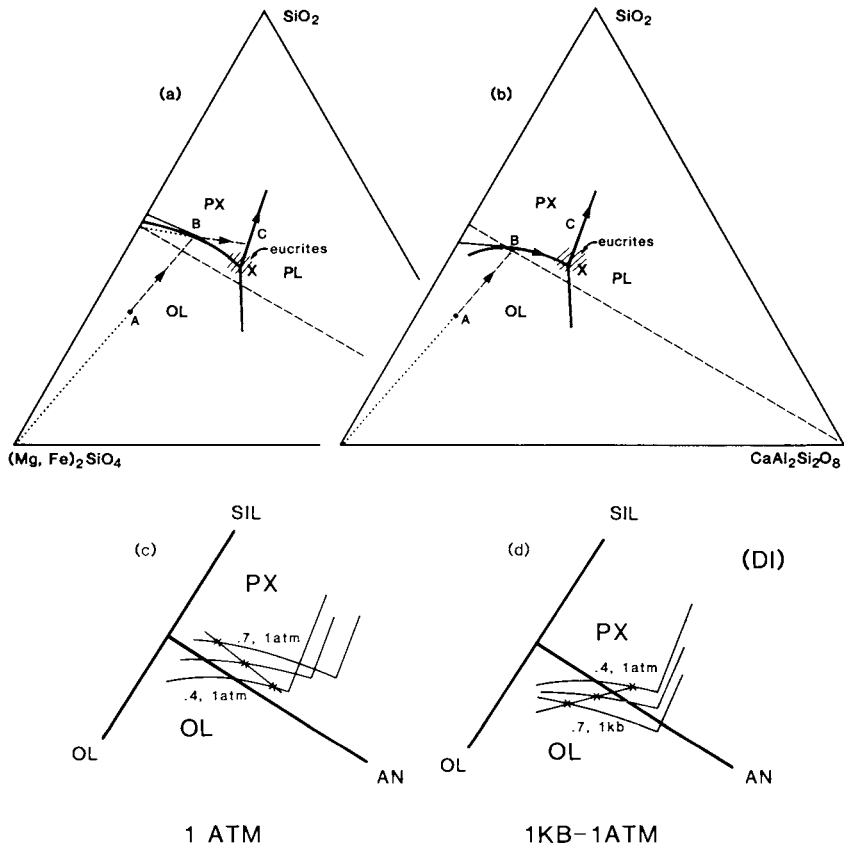 SiO₂
(a)
PX
B
C
eucrites
X
PL
A
OL
(Mg, Fe)₂SiO₄
SiO₂
(b)
PX
B
C
eucrites
X
PL
A
OL
CaAl₂Si₂O₈
SIL
(c)
PX
.7, 1atm
.4, 1atm
OL
OL
AN
1 ATM
SIL
(d)
(DI)
PX
.4, 1atm
.7, 1kb
OL
OL
AN
1KB-1ATM